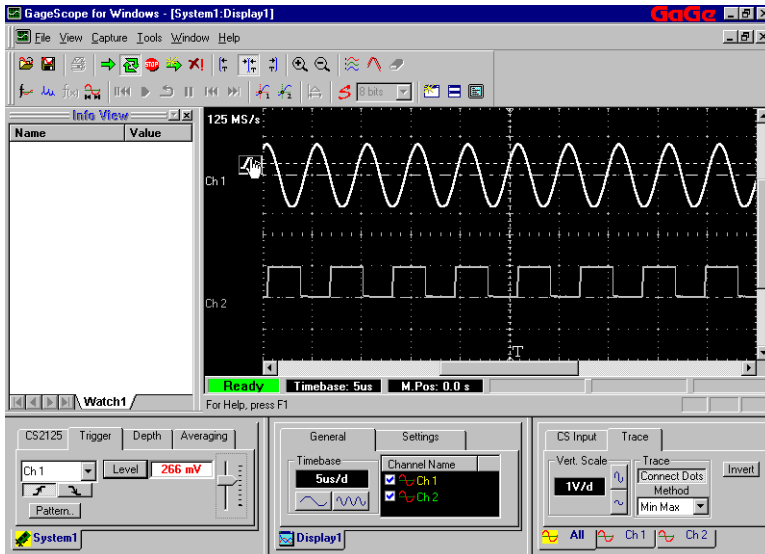 GageScope for Windows - [System1:Display1]
GaGe
File View Capture Tools Window Help
STOP
f(x)
8 bits
Info View
Name Value
125 MS/s
Ch 1
Ch 2
T
Ready Timebase: 5us M.Pos: 0.0 s
Watch1
For Help, press F1
CS2125 Trigger Depth Averaging
Ch 1 Level 266 mV
Pattern..
System1
General Settings
Timebase
5us/d
Channel Name
Ch 1
Ch 2
Display1
CS Input Trace
Vert. Scale
1V/d
Trace
Connect Dots
Method
Min Max
Invert
All Ch 1 Ch 2